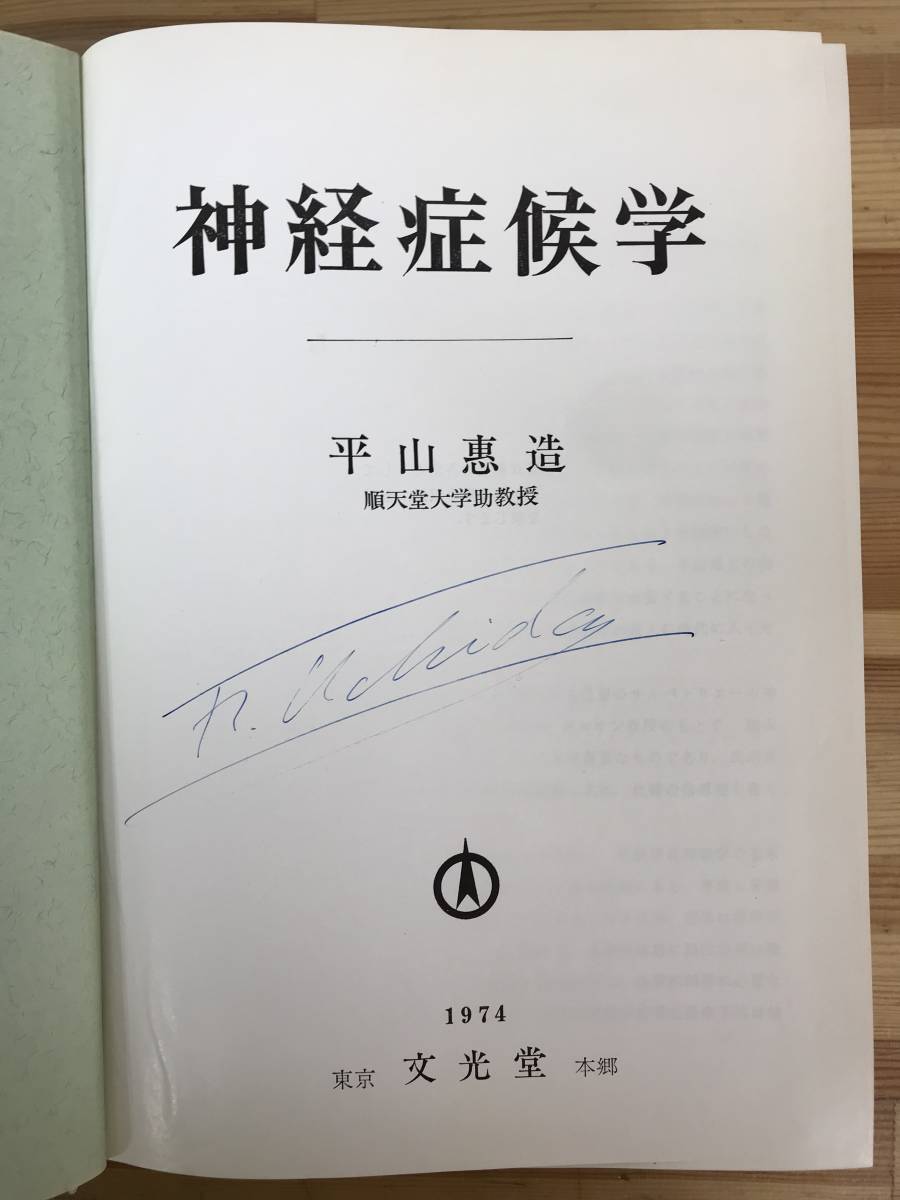 神経症候学
平山惠造
順天堂大学助教授
Uchida
1974
東京 文光堂 本郷